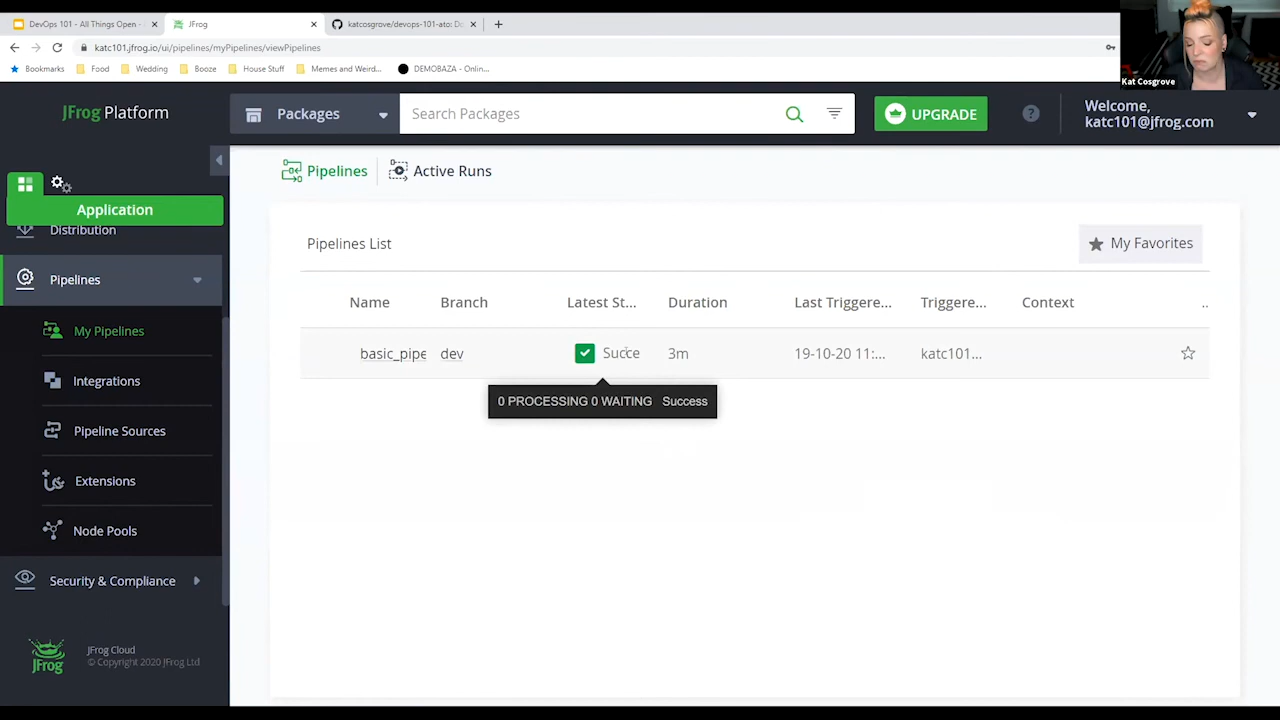 DevOps 101 - All Things Open -
JFrog
katcosgrove/devops-101-ato: Do
katc101.jfrog.io/ui/pipelines/myPipelines/viewPipelines
Bookmarks
Food
Wedding
Booze
House Stuff
Memes and Weird...
DEMOBAZA - Onlin...
Kat Cosgrove
JFrog Platform
Packages
Search Packages
UPGRADE
Welcome,
katc101@jfrog.com
Application
Distribution
Pipelines
My Pipelines
Integrations
Pipeline Sources
Extensions
Node Pools
Security & Compliance
JFrog
JFrog Cloud
© Copyright 2020 JFrog Ltd
Pipelines
Active Runs
Pipelines List
My Favorites
Name Branch Latest St... Duration Last Triggere... Triggere... Context ..
basic_pipe dev Succe 3m 19-10-20 11:... katc101...
0 PROCESSING 0 WAITING Success